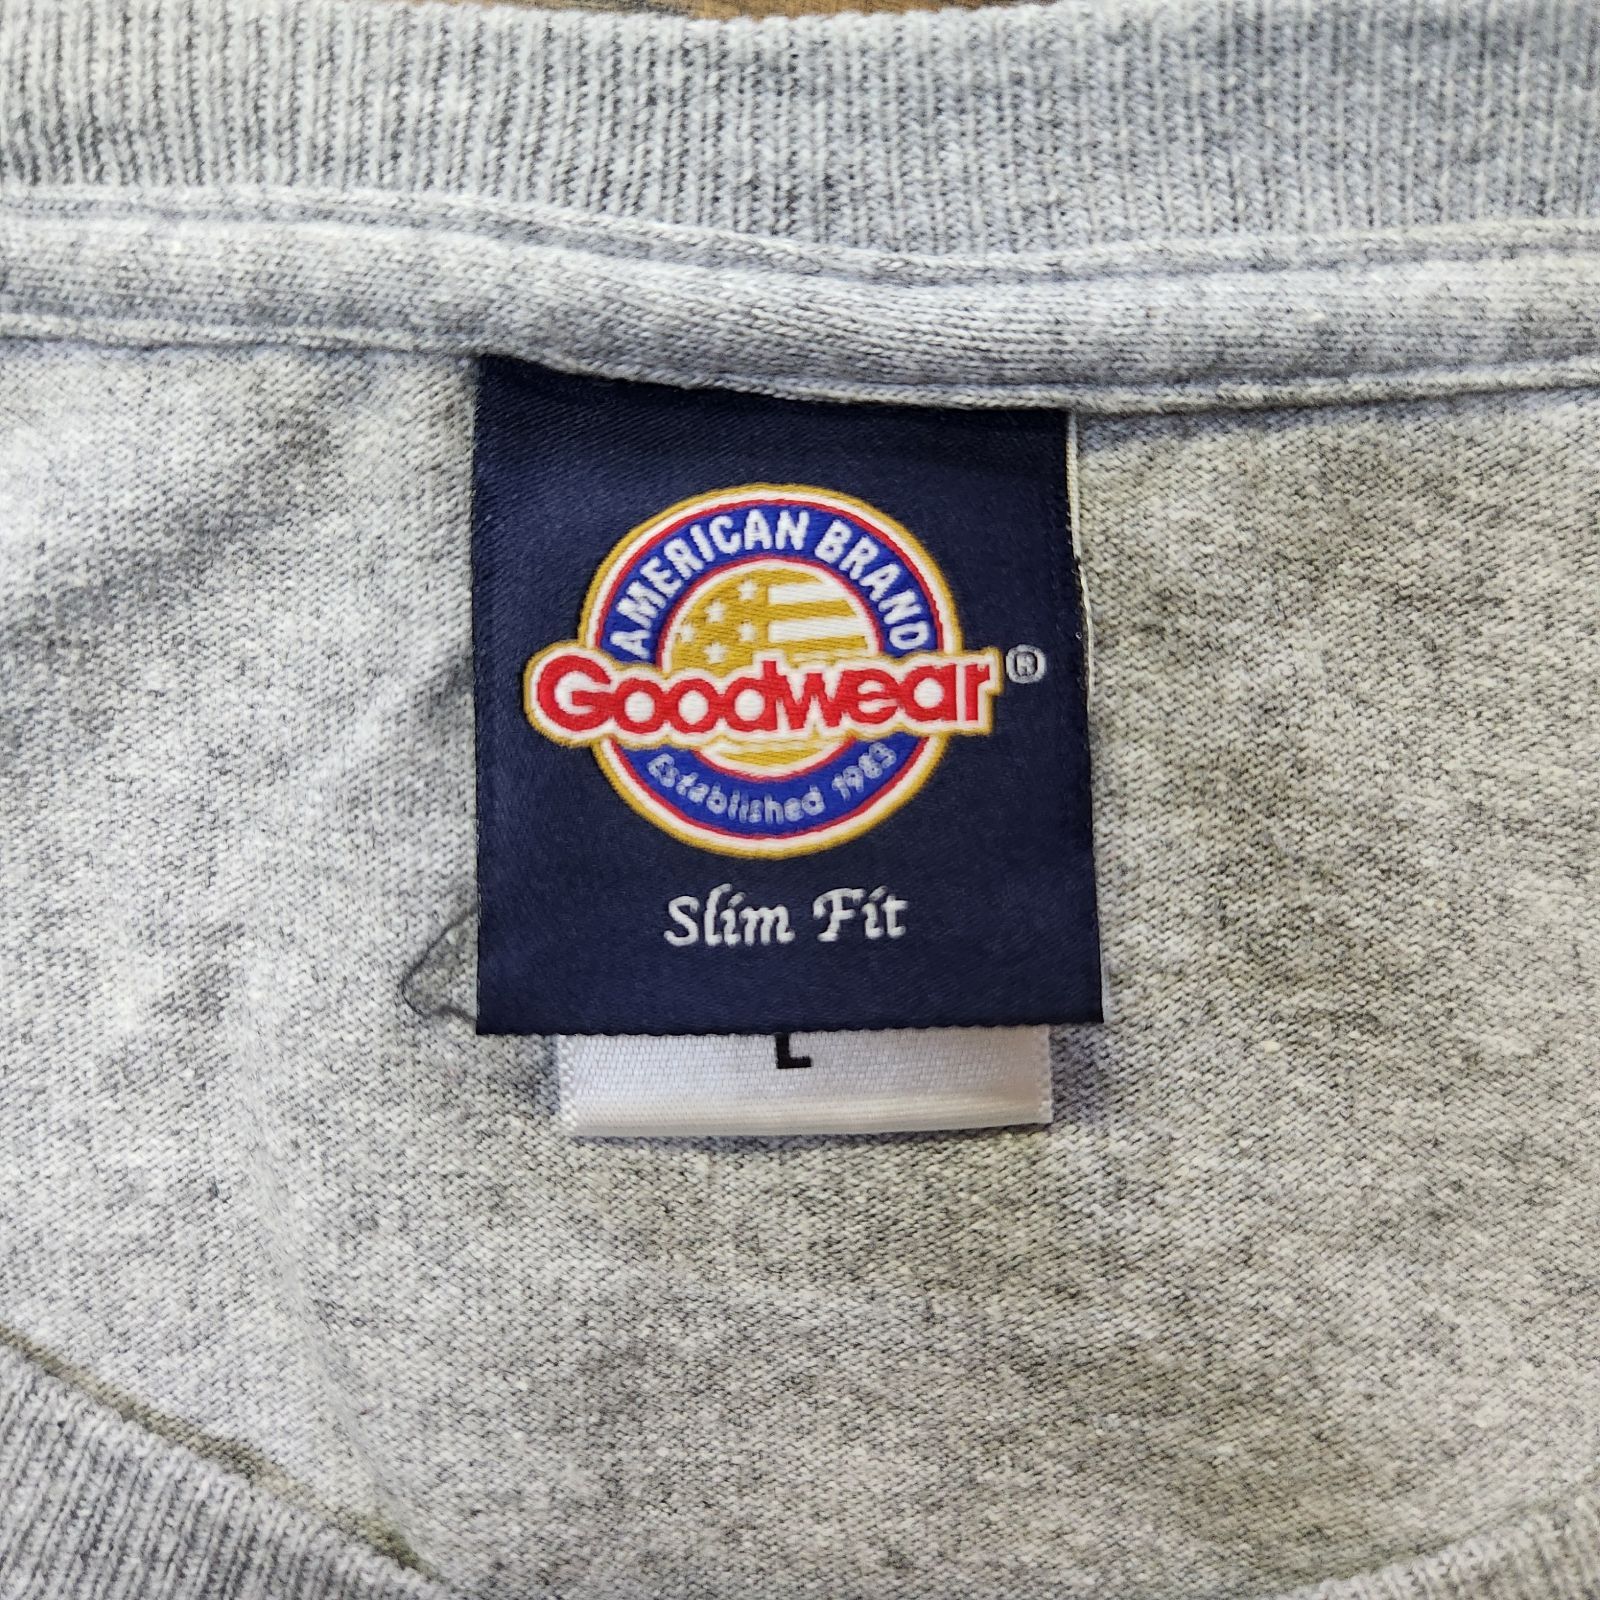 AMERICAN BRAND
Goodwear®
Established 1983
Slim Fit
L